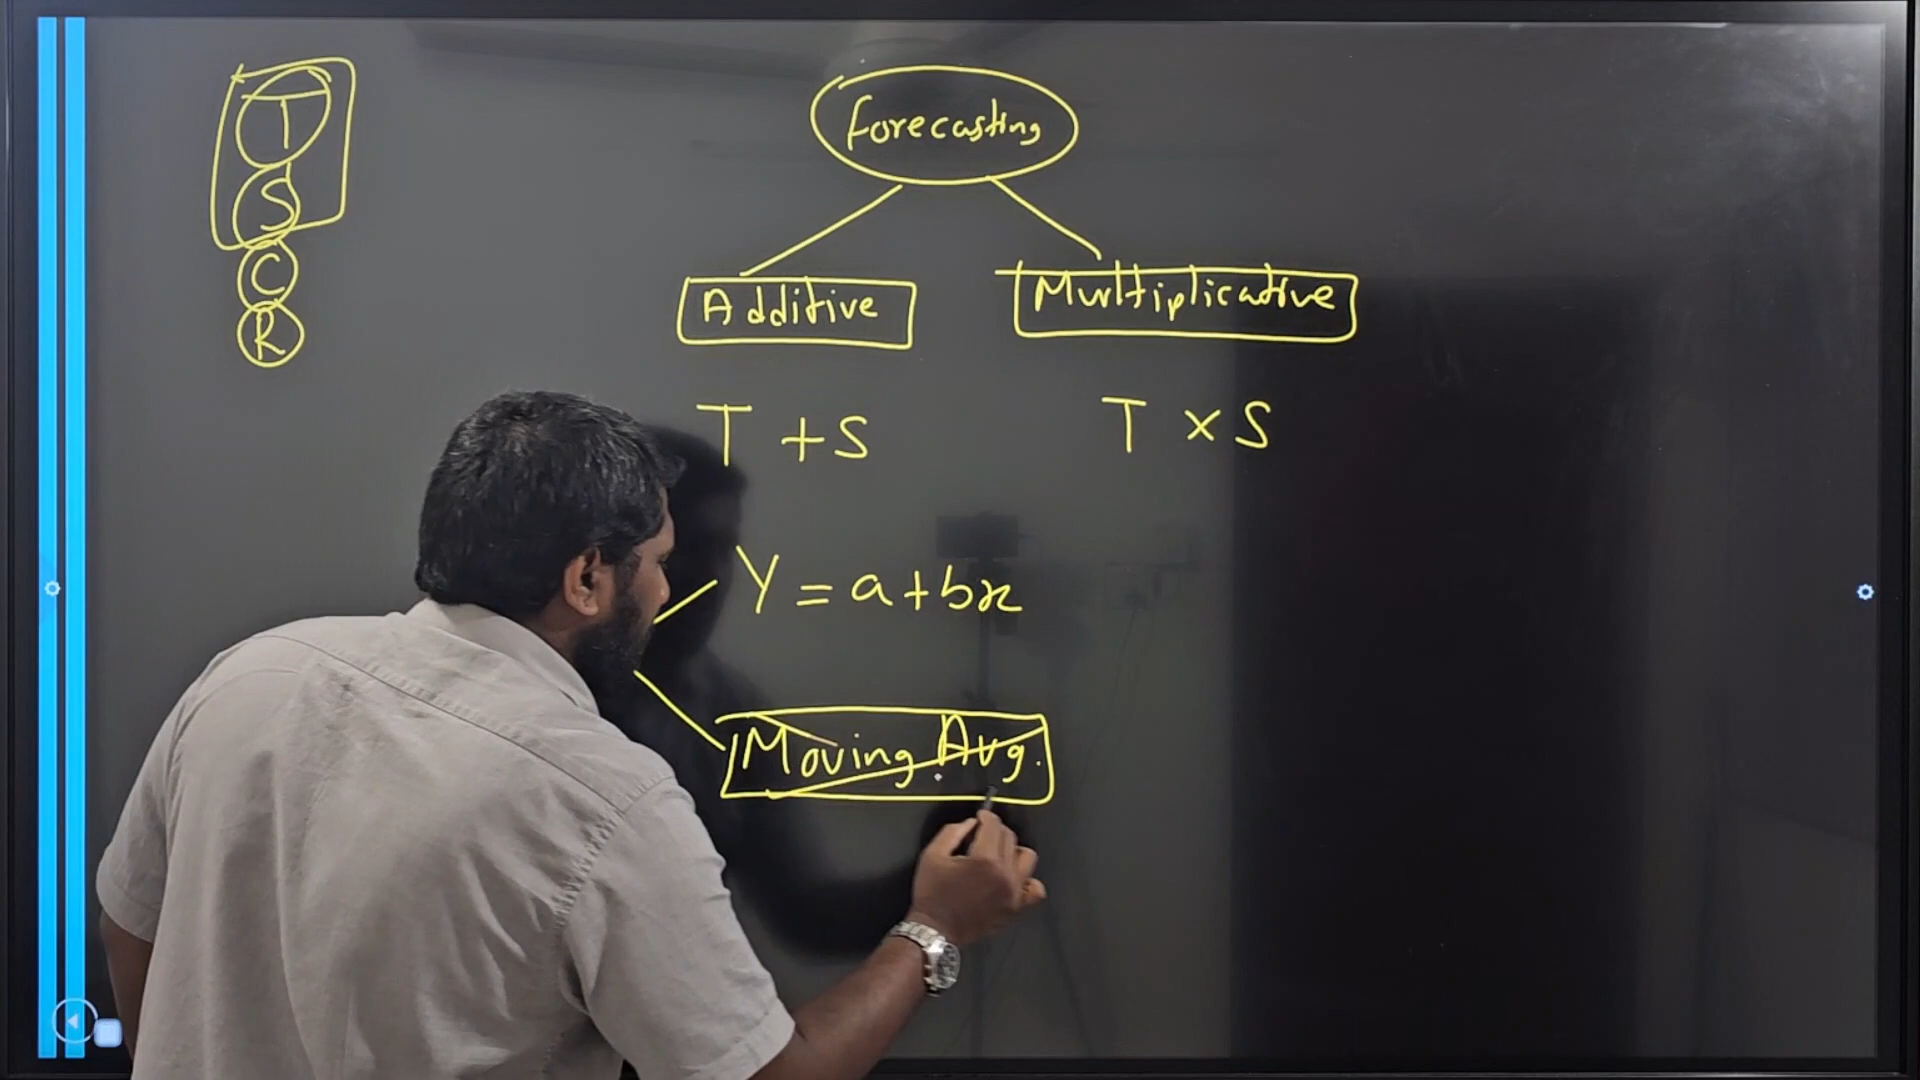 T
S
C
R
Forecasting
Additive
Multiplicative
T + S
T × S
Y = a + bx
Moving Avg.